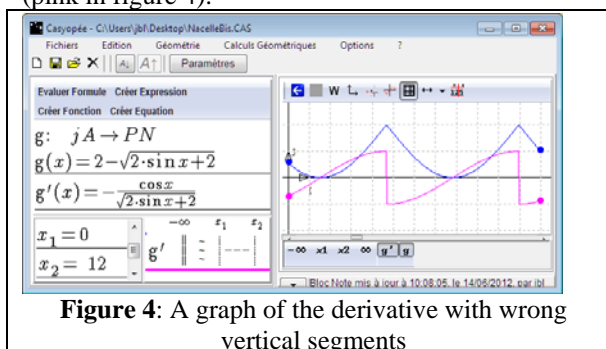 (pink in figure 4).
Casyopée - C:\Users\jbl\Desktop\NacelleBis.CAS
Fichiers Edition Géométrie Calculs Géométriques Options ?
Paramètres
Evaluer Formule Créer Expression
Créer Fonction Créer Equation
W
g: jA → PN
g(x) = 2−√2·sin x+2
g′(x) = − cos x / √2·sin x+2
x₁ = 0
x₂ = 12
−∞ x₁ x₂
g′
−∞ x1 x2 ∞ g' g
Bloc Note mis à jour à 10:08:05, le 14/06/2012, par jbl
Figure 4: A graph of the derivative with wrong
vertical segments